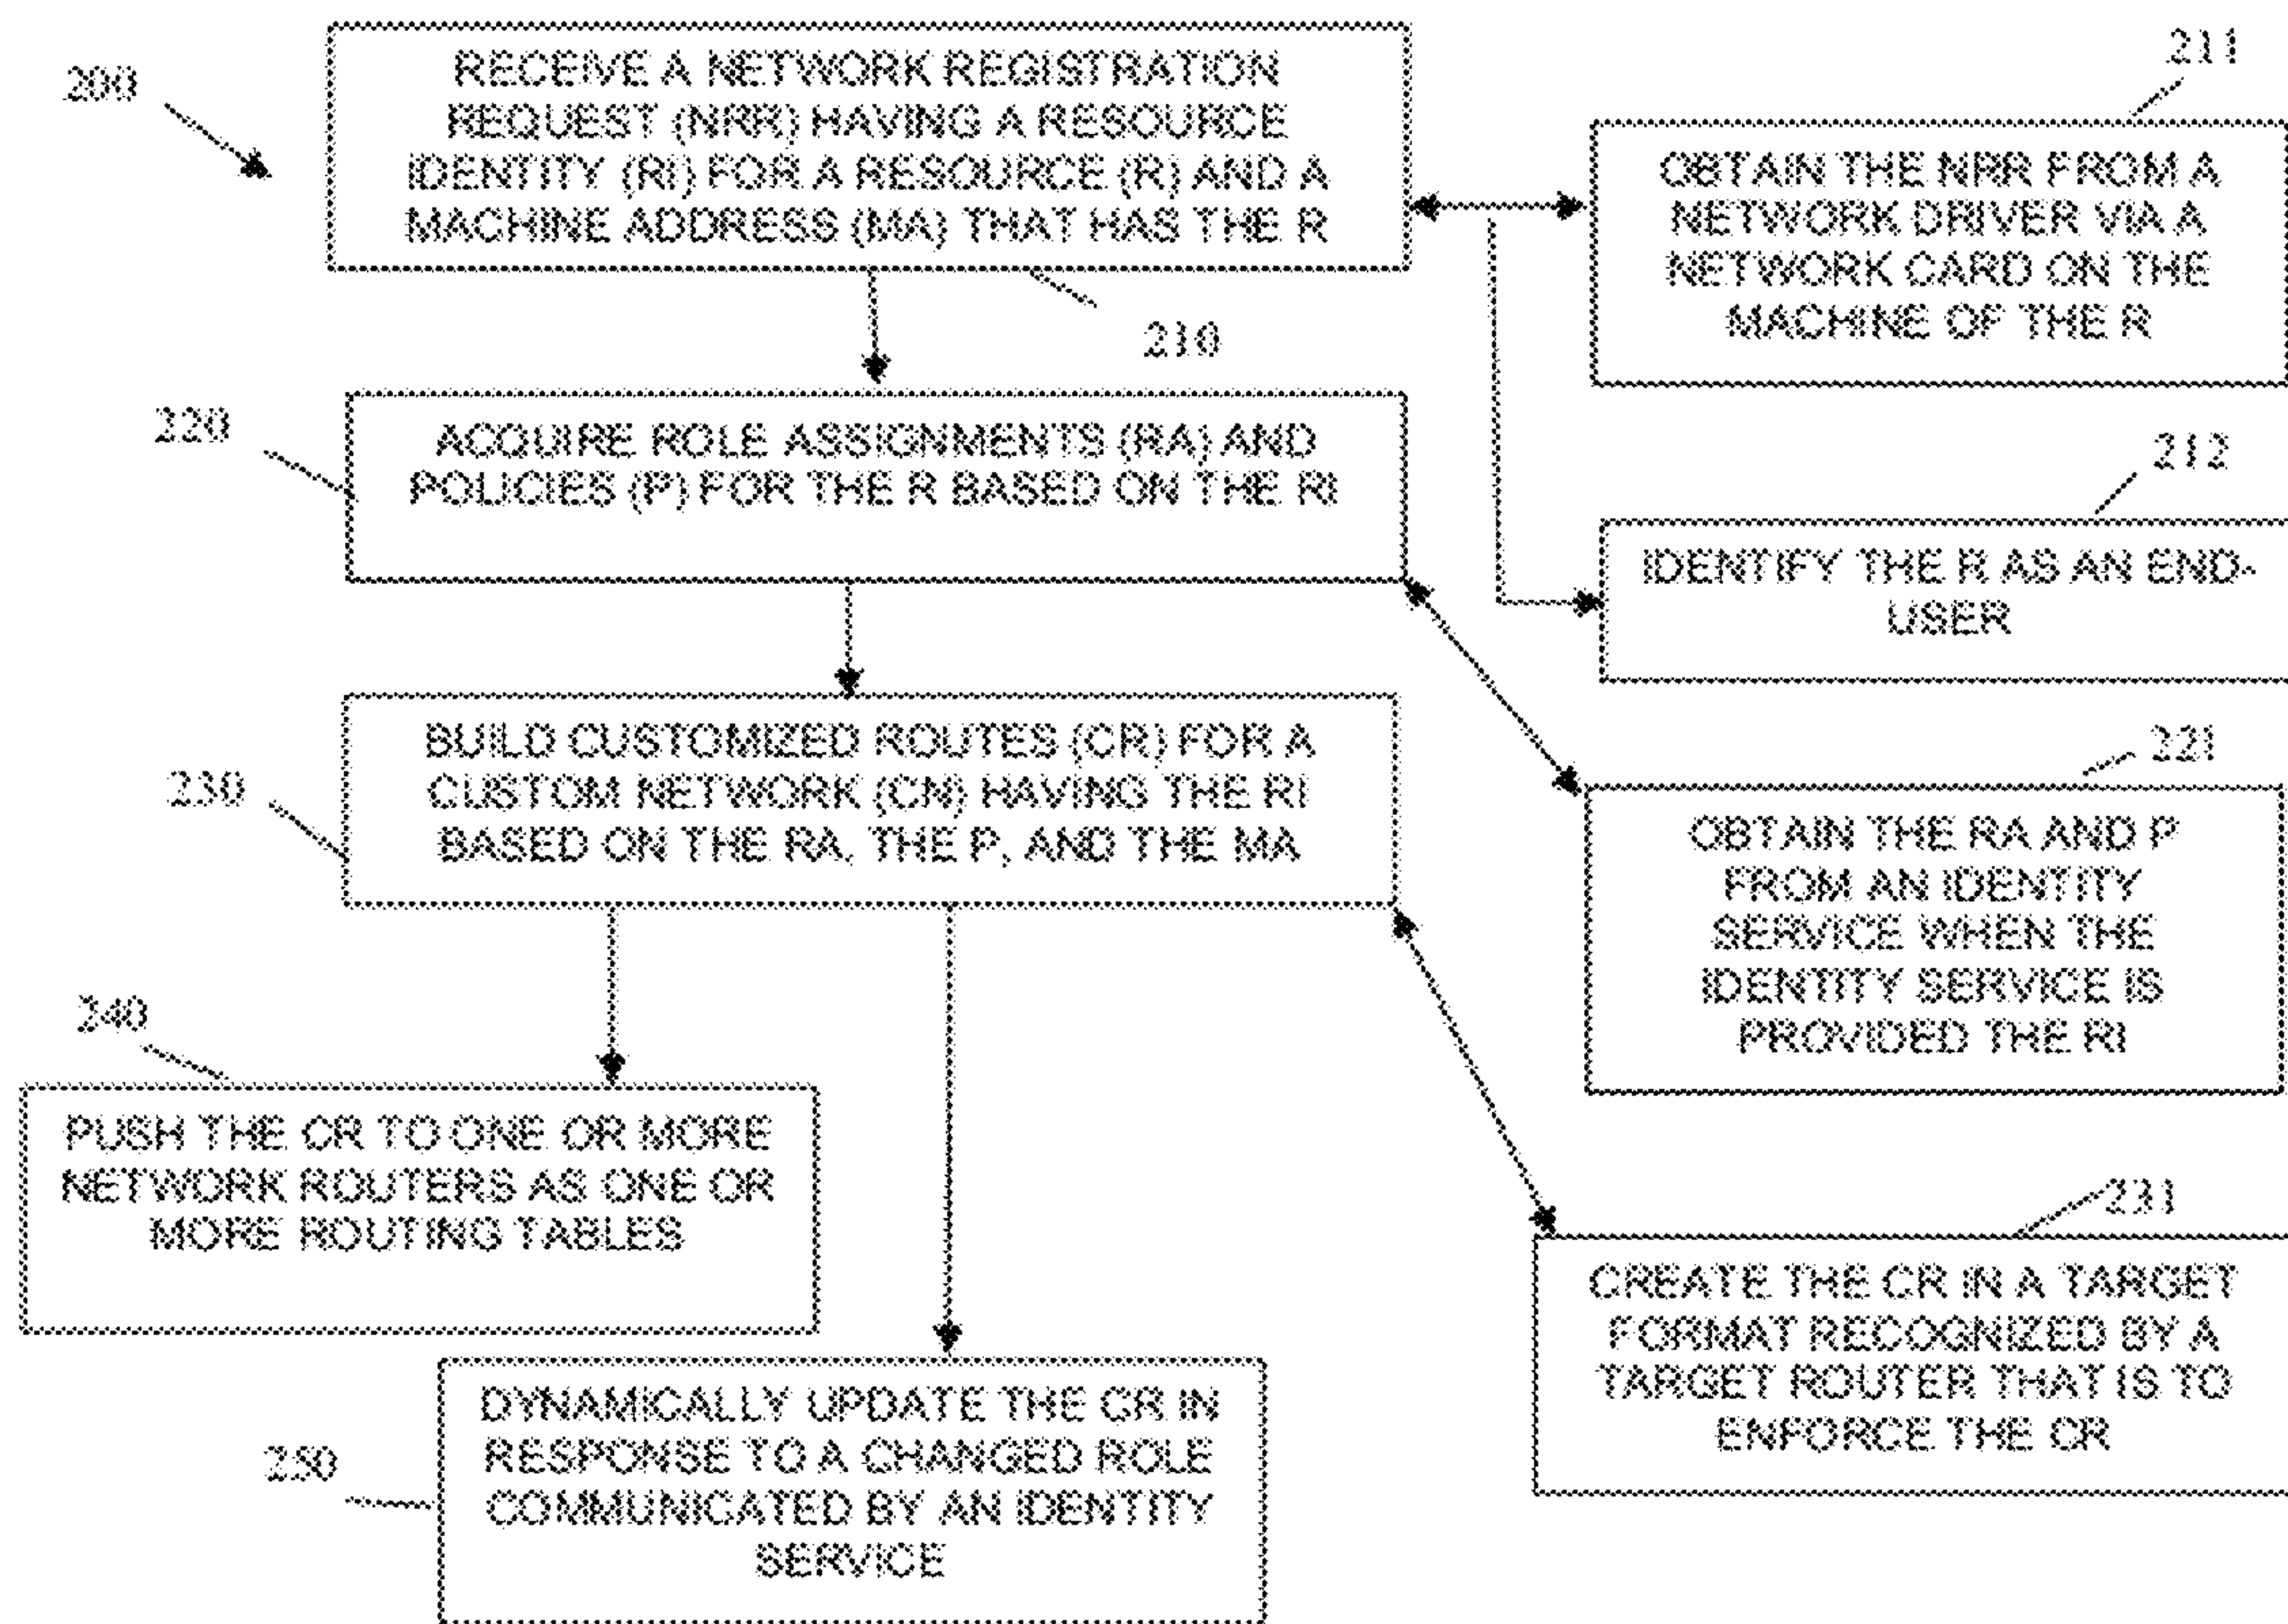 200
RECEIVE A NETWORK REGISTRATION
REQUEST (NRR) HAVING A RESOURCE
IDENTITY (RI) FOR A RESOURCE (R) AND A
MACHINE ADDRESS (MA) THAT HAS THE R
210
211
OBTAIN THE NRR FROM A
NETWORK DRIVER VIA A
NETWORK CARD ON THE
MACHINE OF THE R
220
ACQUIRE ROLE ASSIGNMENTS (RA) AND
POLICIES (P) FOR THE R BASED ON THE RI
212
IDENTIFY THE R AS AN END-
USER
230
BUILD CUSTOMIZED ROUTES (CR) FOR A
CUSTOM NETWORK (CN) HAVING THE RI
BASED ON THE RA, THE P, AND THE MA
221
OBTAIN THE RA AND P
FROM AN IDENTITY
SERVICE WHEN THE
IDENTITY SERVICE IS
PROVIDED THE RI
240
PUSH THE CR TO ONE OR MORE
NETWORK ROUTERS AS ONE OR
MORE ROUTING TABLES
231
CREATE THE CR IN A TARGET
FORMAT RECOGNIZED BY A
TARGET ROUTER THAT IS TO
ENFORCE THE CR
250
DYNAMICALLY UPDATE THE CR IN
RESPONSE TO A CHANGED ROLE
COMMUNICATED BY AN IDENTITY
SERVICE